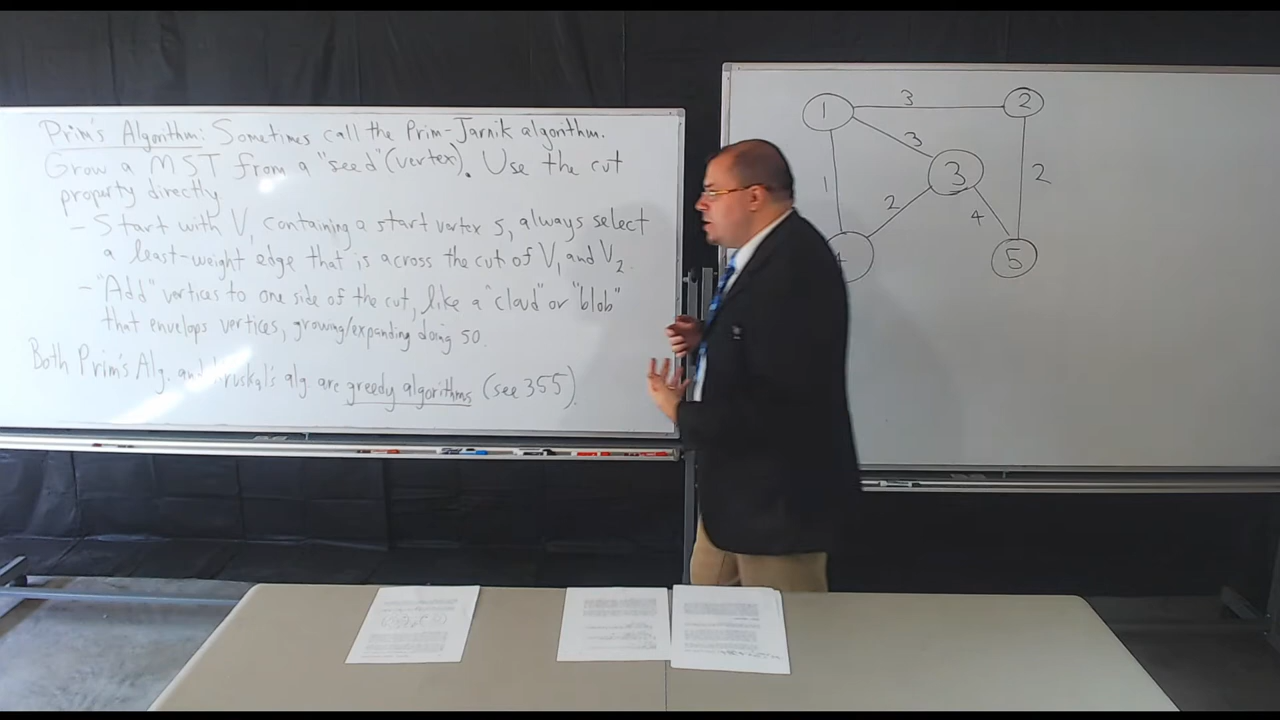 Prim's Algorithm: Sometimes call the Prim-Jarnik algorithm.
Grow a MST from a "seed" (vertex). Use the cut
property directly
- Start with V, containing a start vertex s, always select
a least-weight edge that is across the cut of V1 and V2.
- "Add" vertices to one side of the cut, like a "cloud" or "blob"
that envelops vertices, growing/expanding doing so.
Both Prim's Alg. and Kruskal's alg. are greedy algorithms (see 355).
1 3 2
3
3
1 2 4 2
5